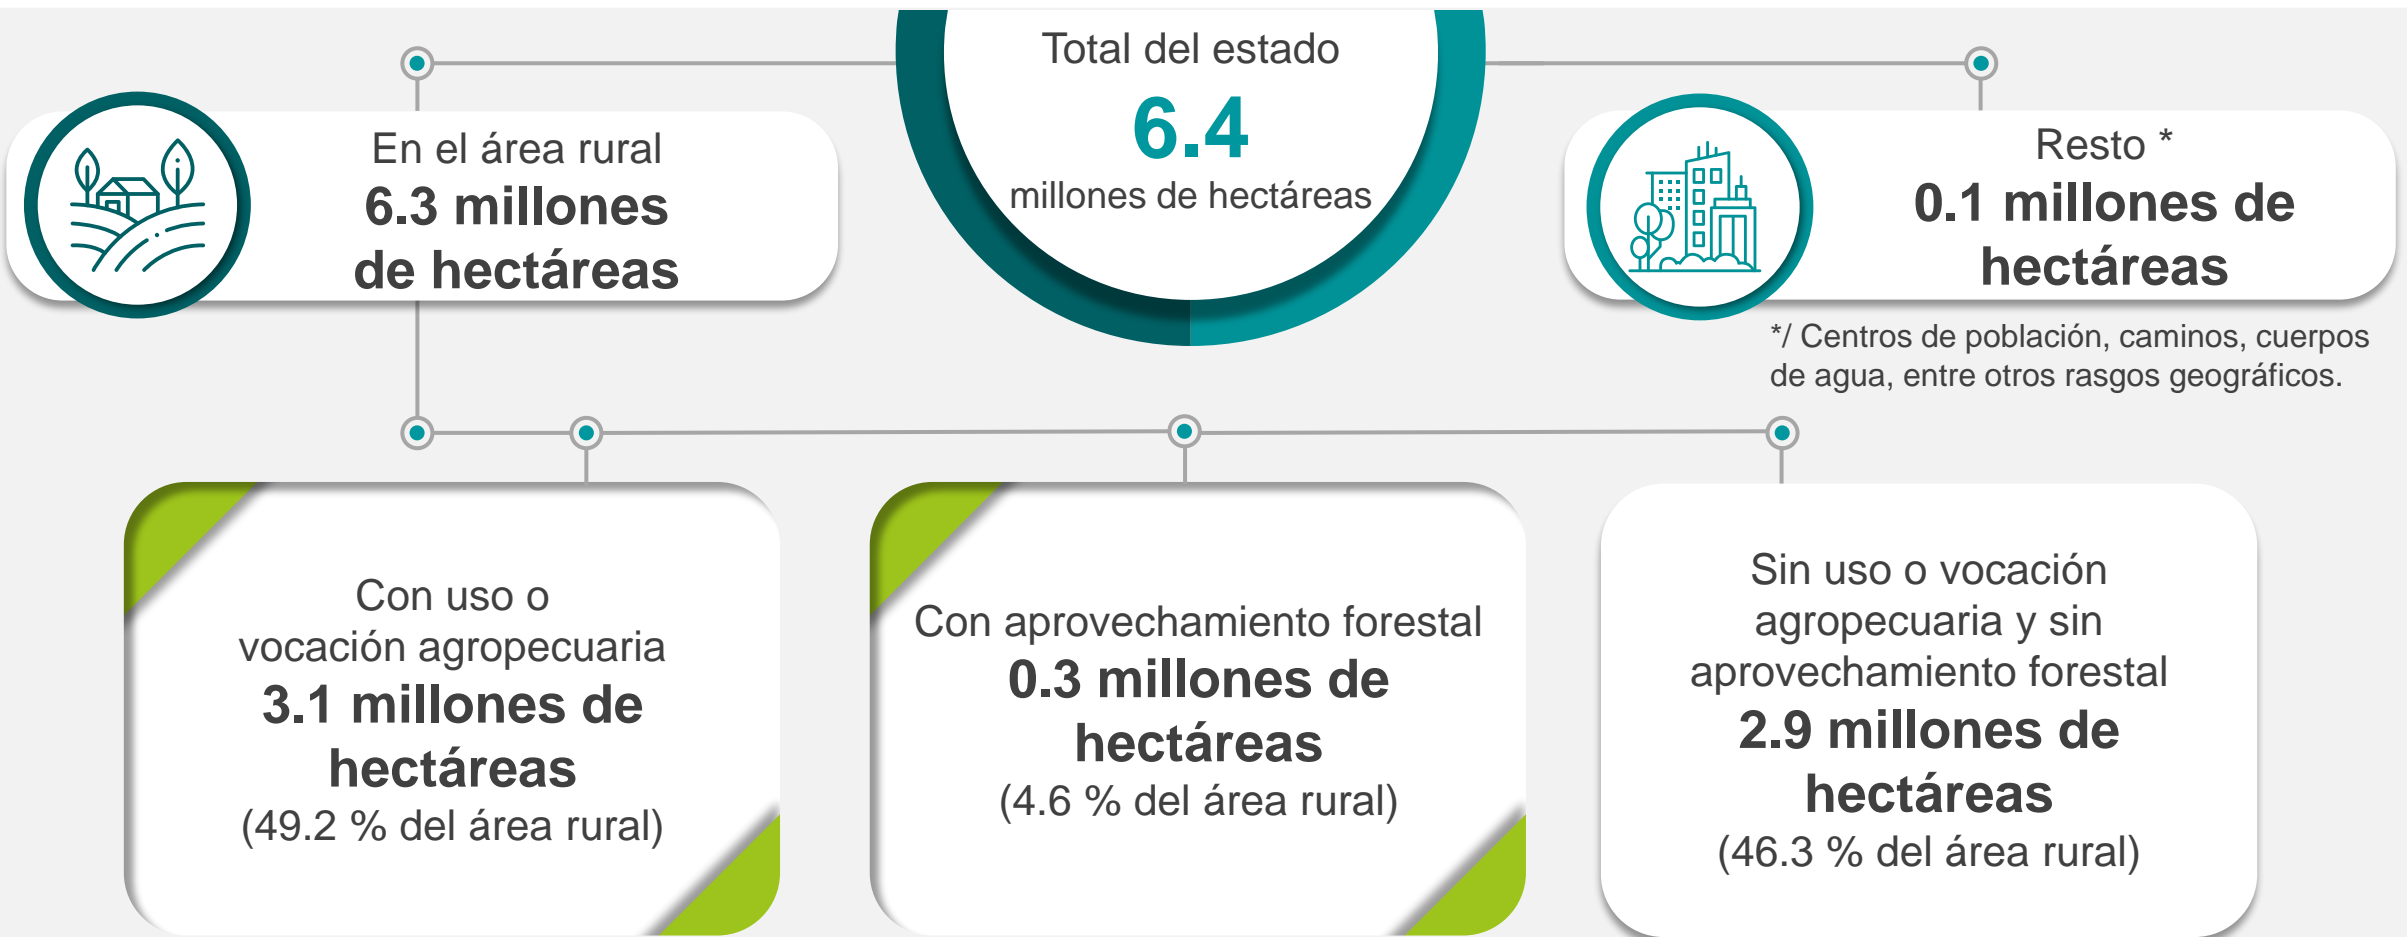 Total del estado
6.4
millones de hectáreas
En el área rural
6.3 millones
de hectáreas
Resto *
0.1 millones de
hectáreas
*/ Centros de población, caminos, cuerpos
de agua, entre otros rasgos geográficos.
Con uso o
vocación agropecuaria
3.1 millones de
hectáreas
(49.2 % del área rural)
Con aprovechamiento forestal
0.3 millones de
hectáreas
(4.6 % del área rural)
Sin uso o vocación
agropecuaria y sin
aprovechamiento forestal
2.9 millones de
hectáreas
(46.3 % del área rural)